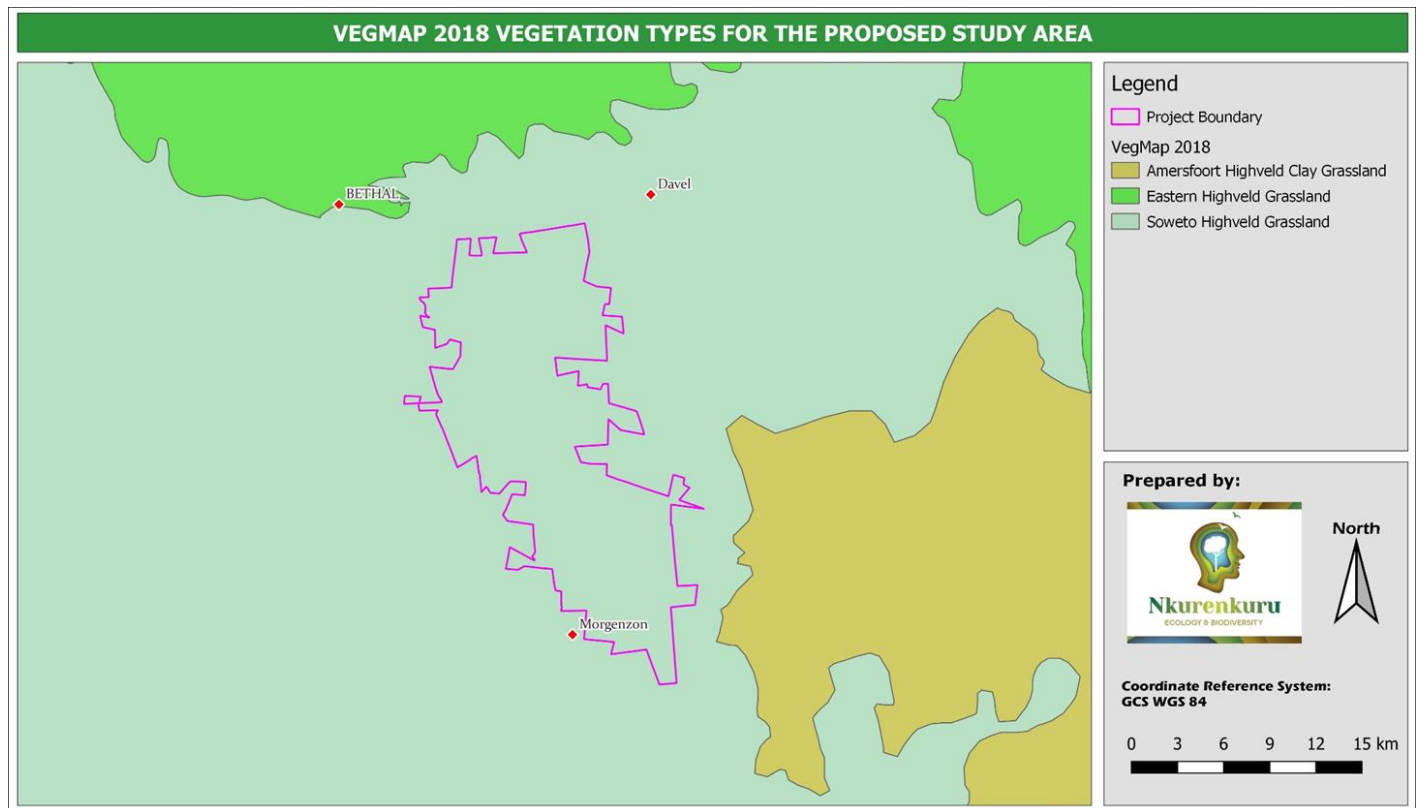 VEGMAP 2018 VEGETATION TYPES FOR THE PROPOSED STUDY AREA
BETHAL
Davel
Morgenzon
Legend
Project Boundary
VegMap 2018
Amersfoort Highveld Clay Grassland
Eastern Highveld Grassland
Soweto Highveld Grassland
Prepared by:
Nkurenkuru
ECOLOGY & BIODIVERSITY
North
Coordinate Reference System:
GCS WGS 84
0 3 6 9 12 15 km